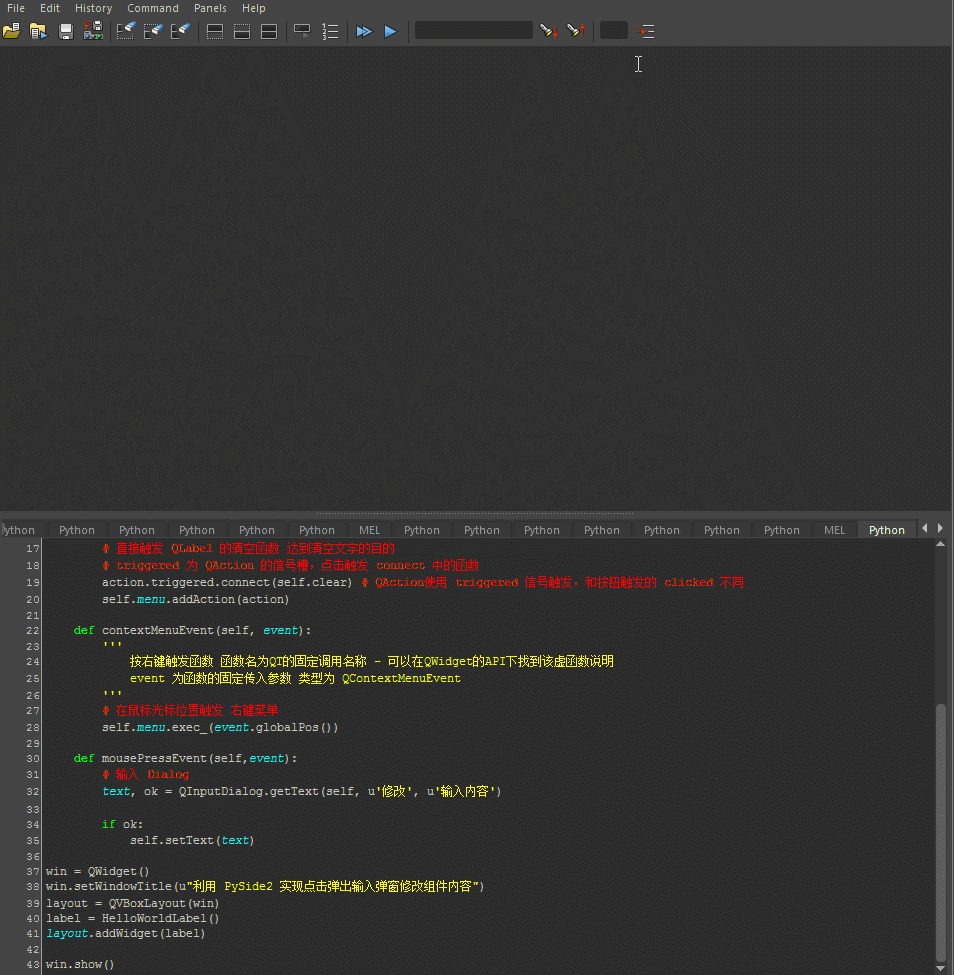 File Edit History Command Panels Help
ython Python Python Python Python Python MEL Python Python Python Python Python Python Python MEL Python
17 # 直接触发 QLabel 的清空函数 达到清空文字的目的
18 # triggered 为 QAction 的信号槽，点击触发 connect 中的函数
19 action.triggered.connect(self.clear) # QAction使用 triggered 信号触发，和按钮触发的 clicked 不同
20 self.menu.addAction(action)
21
22 def contextMenuEvent(self, event):
23 '''
24 按右键触发函数 函数名为QT的固定调用名称 - 可以在QWidget的API下找到该虚函数说明
25 event 为函数的固定传入参数 类型为 QContextMenuEvent
26 '''
27 # 在鼠标光标位置触发 右键菜单
28 self.menu.exec_(event.globalPos())
29
30 def mousePressEvent(self,event):
31 # 输入 Dialog
32 text, ok = QInputDialog.getText(self, u'修改', u'输入内容')
33
34 if ok:
35 self.setText(text)
36
37 win = QWidget()
38 win.setWindowTitle(u"利用 PySide2 实现点击弹出输入弹窗修改组件内容")
39 layout = QVBoxLayout(win)
40 label = HelloWorldLabel()
41 layout.addWidget(label)
42
43 win.show()